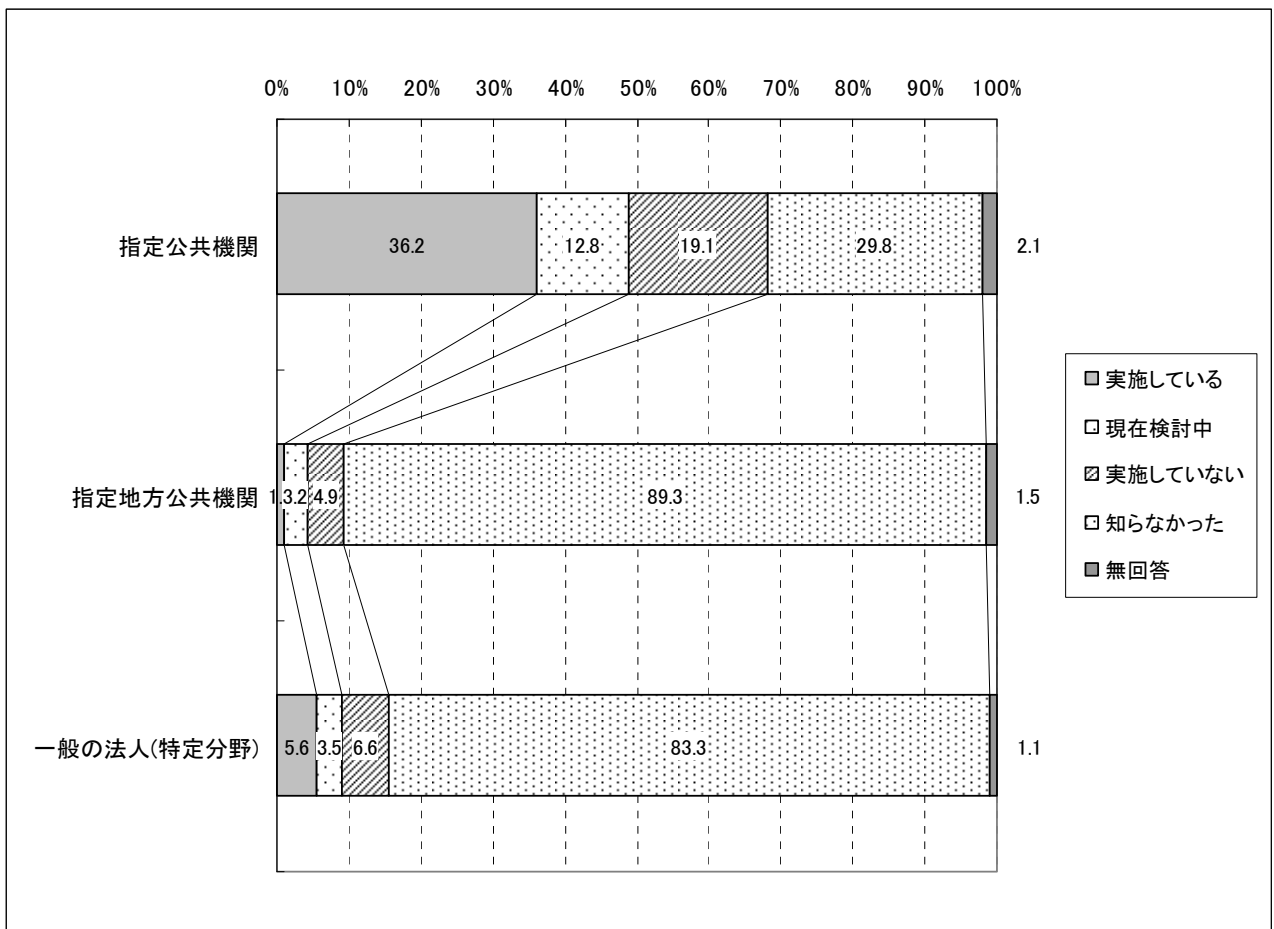 0% 10% 20% 30% 40% 50% 60% 70% 80% 90% 100%
指定公共機関 36.2 12.8 19.1 29.8 2.1
指定地方公共機関 1. 3.2 4.9 89.3 1.5
一般の法人(特定分野) 5.6 3.5 6.6 83.3 1.1
実施している
現在検討中
実施していない
知らなかった
無回答